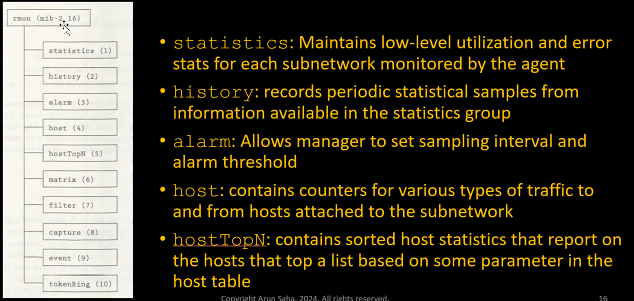 rmon (mib-2 16)
statistics (1)
history (2)
alarm (3)
host (4)
hostTopN (5)
matrix (6)
filter (7)
capture (8)
event (9)
tokenRing (10)
• statistics: Maintains low-level utilization and error
stats for each subnetwork monitored by the agent
• history: records periodic statistical samples from
information available in the statistics group
• alarm: Allows manager to set sampling interval and
alarm threshold
• host: contains counters for various types of traffic to
and from hosts attached to the subnetwork
• hostTopN: contains sorted host statistics that report on
the hosts that top a list based on some parameter in the
host table
Copyright Arun Saha, 2024. All rights reserved.
16